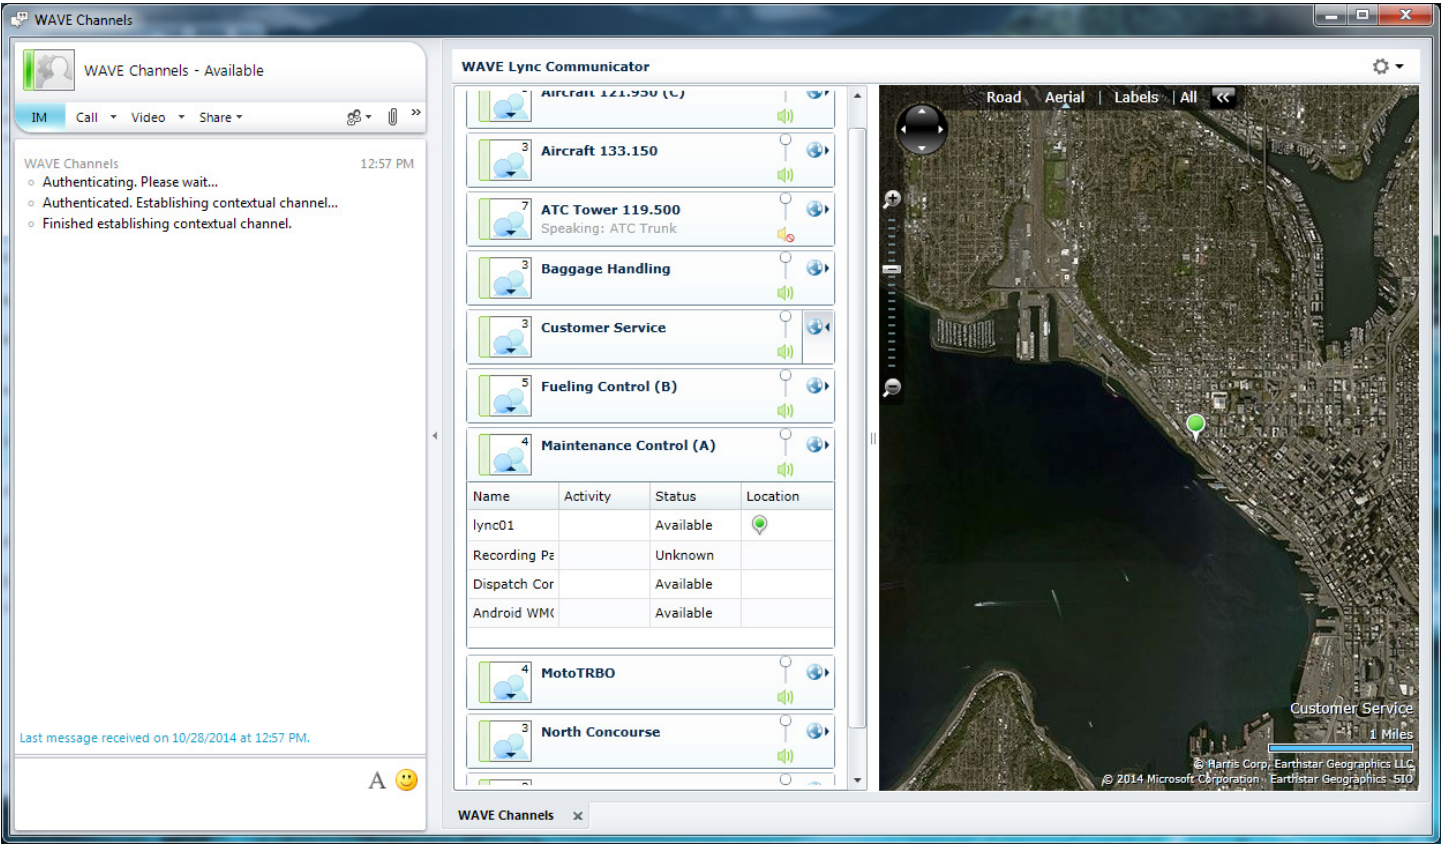 WAVE Channels
WAVE Channels - Available
IM Call Video Share
WAVE Channels 12:57 PM
Authenticating. Please wait...
Authenticated. Establishing contextual channel...
Finished establishing contextual channel.
Last message received on 10/28/2014 at 12:57 PM.
A
WAVE Lync Communicator
Aircraft 121.950 (C)
3 Aircraft 133.150
7 ATC Tower 119.500
Speaking: ATC Trunk
3 Baggage Handling
3 Customer Service
5 Fueling Control (B)
4 Maintenance Control (A)
Name Activity Status Location
lync01 Available
Recording Pa Unknown
Dispatch Cor Available
Android WM Available
4 MotoTRBO
3 North Concourse
WAVE Channels
Road Aerial | Labels | All
Customer Service
1 Miles
© Harris Corp, Earthstar Geographics LLC
© 2014 Microsoft Corporation Earthstar Geographics SIO